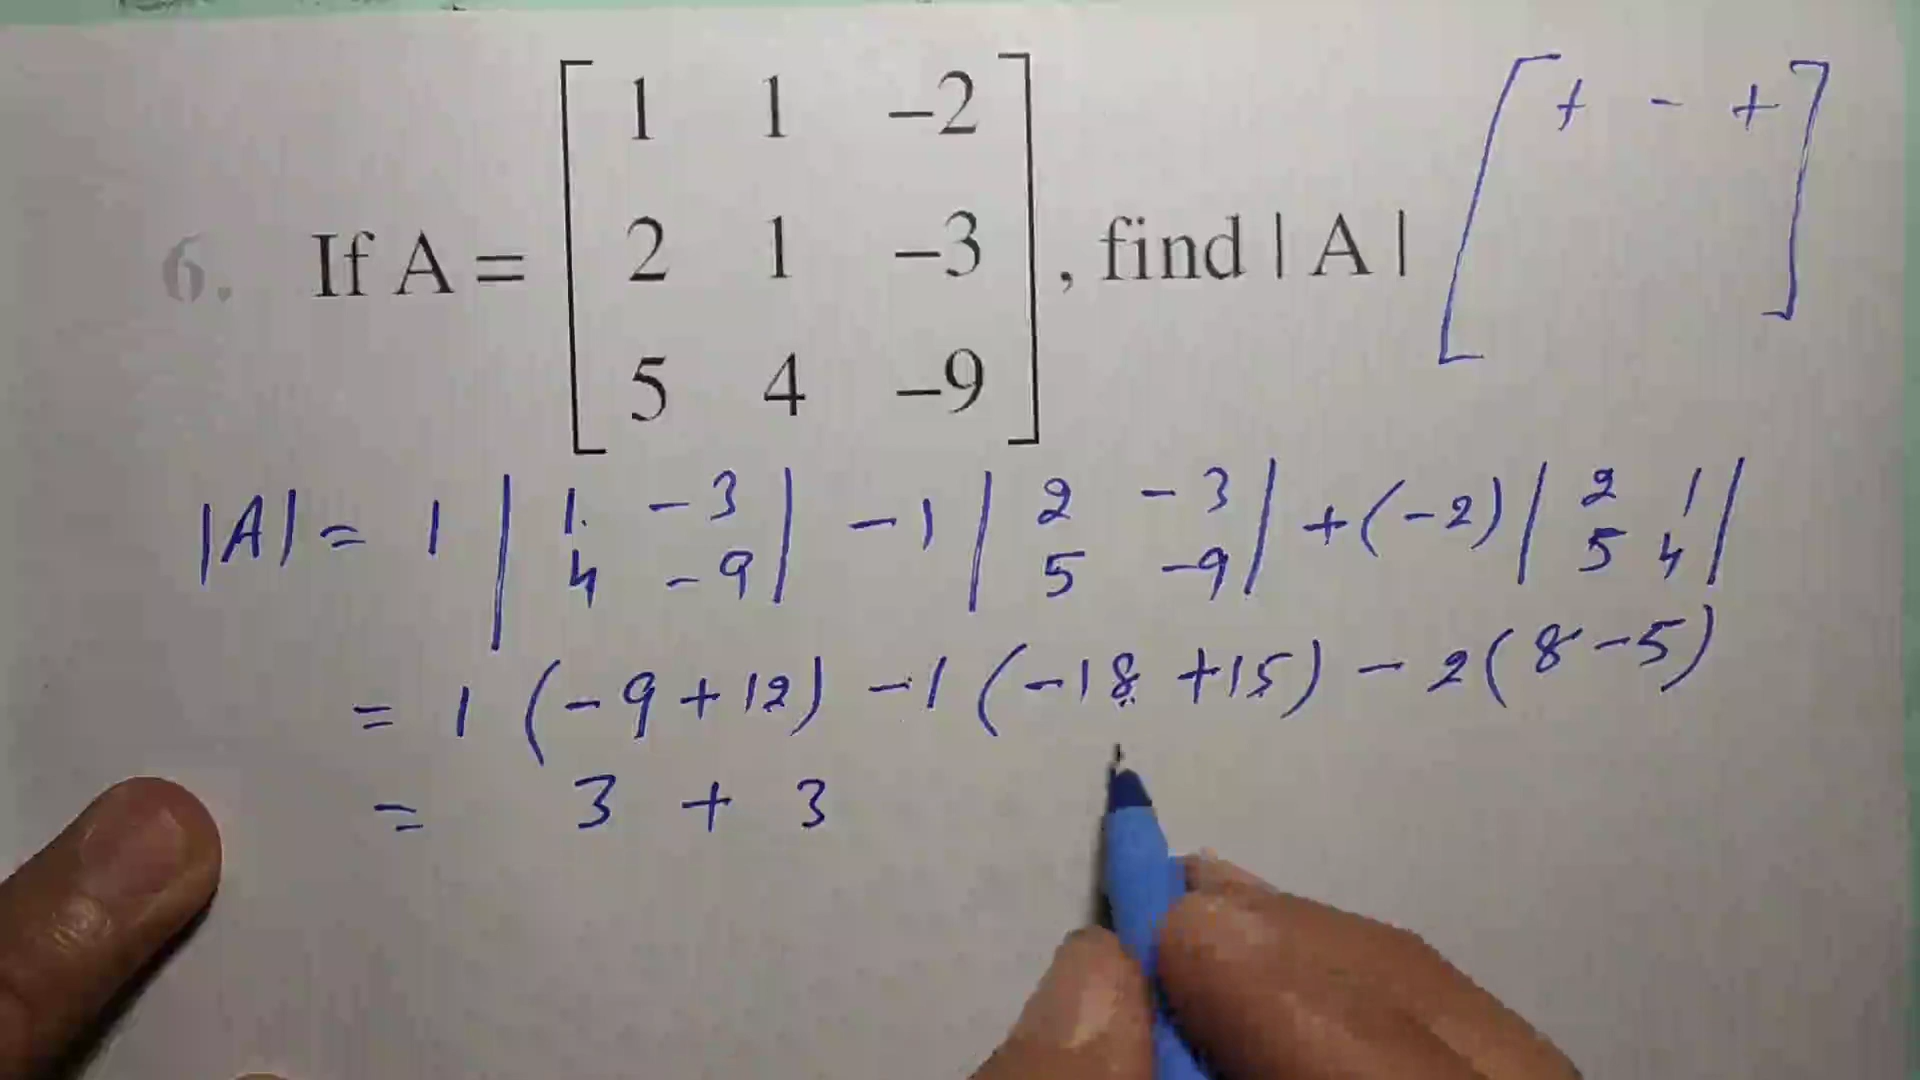 6. If A = [ 1 1 –2 ], find | A | [ + - + ]
2 1 –3
5 4 –9
|A| = 1 | 1 -3 | -1 | 2 -3 | +(-2) | 2 1 |
4 -9 5 -9 5 4
= 1 (-9+12) -1 (-18 +15) - 2(8-5)
= 3 + 3